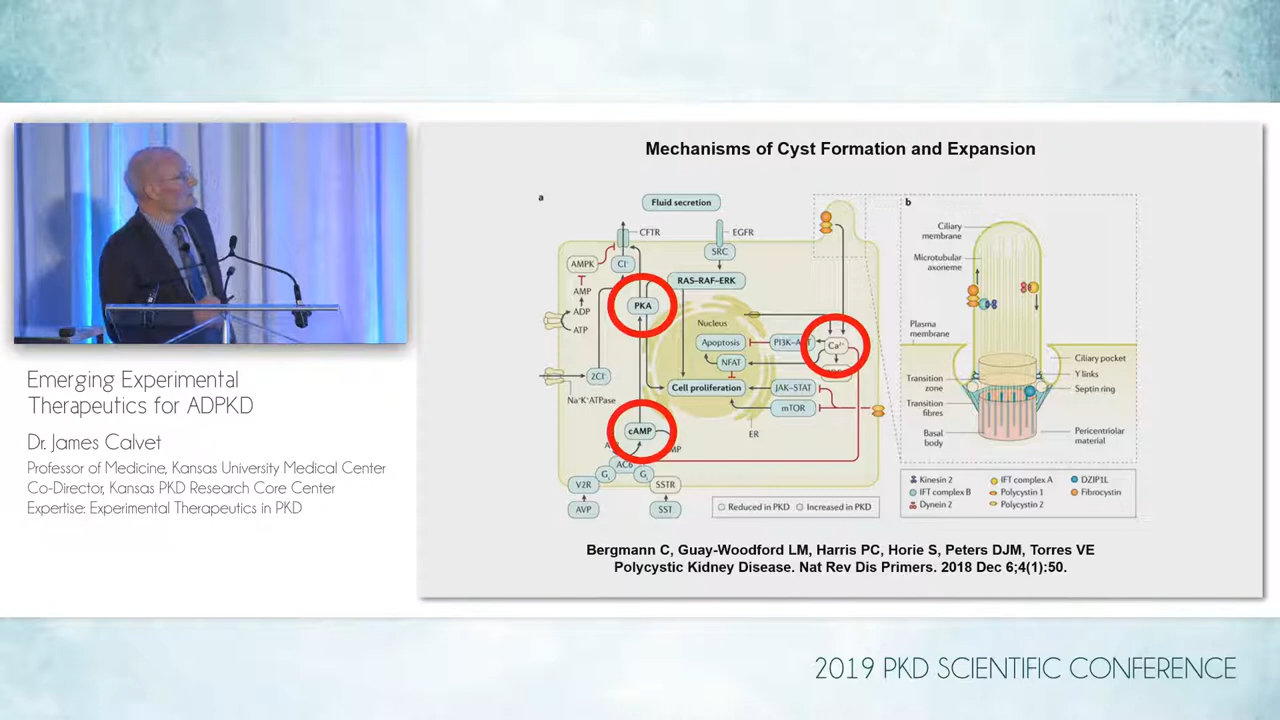 Emerging Experimental
Therapeutics for ADPKD
Dr. James Calvet
Professor of Medicine, Kansas University Medical Center
Co-Director, Kansas PKD Research Core Center
Expertise: Experimental Therapeutics in PKD
Mechanisms of Cyst Formation and Expansion
a
Fluid secretion
CFTR
EGFR
SRC
AMPK
Cl⁻
RAS–RAF–ERK
AMP
PKA
ADP
ATP
Nucleus
Apoptosis
PI3K–A
Ca²⁺
NFAT
2Cl⁻
Cell proliferation
JAK–STAT
Na⁺K⁺ATPase
mTOR
cAMP
ER
MP
AC6
V2R
SSTR
AVP
SST
Reduced in PKD
Increased in PKD
b
Ciliary
membrane
Microtubular
axoneme
Plasma
membrane
Ciliary pocket
Transition
zone
Y links
Septin ring
Transition
fibres
Basal
body
Pericentriolar
material
Kinesin 2
IFT complex A
DZIP1L
IFT complex B
Polycystin 1
Fibrocystin
Dynein 2
Polycystin 2
Bergmann C, Guay-Woodford LM, Harris PC, Horie S, Peters DJM, Torres VE
Polycystic Kidney Disease. Nat Rev Dis Primers. 2018 Dec 6;4(1):50.
2019 PKD SCIENTIFIC CONFERENCE